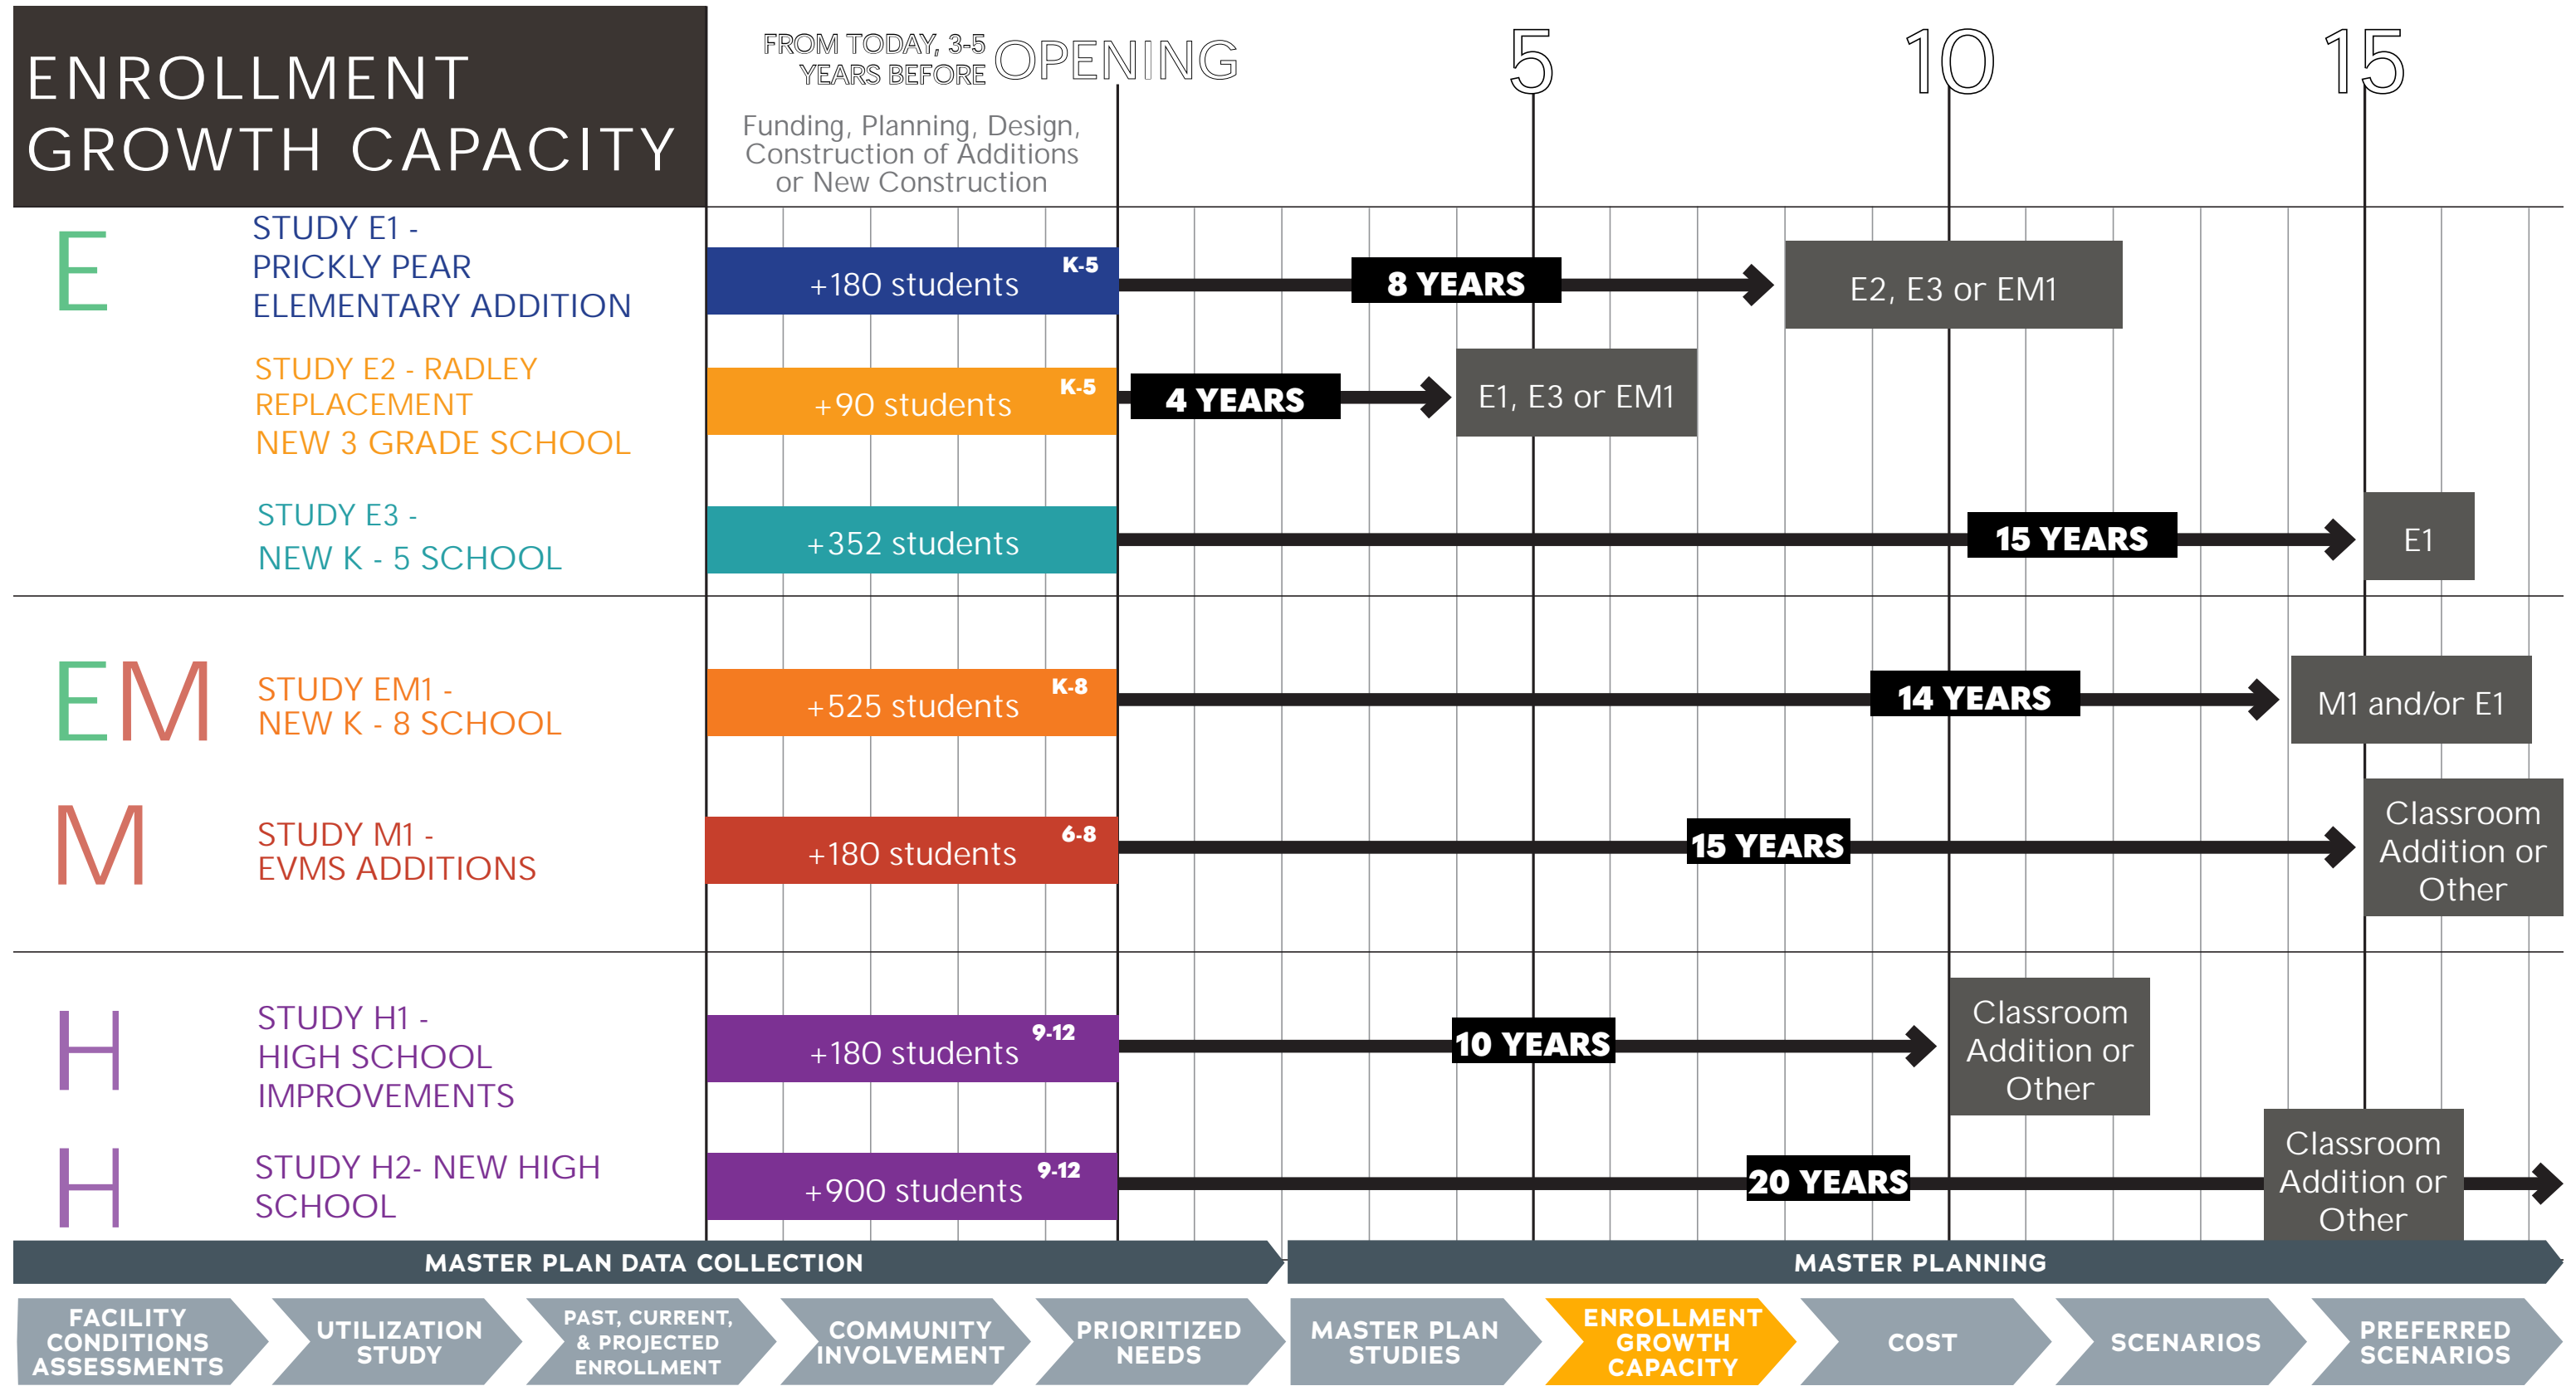 ENROLLMENT
GROWTH CAPACITY
FROM TODAY, 3-5
YEARS BEFORE OPENING
Funding, Planning, Design,
Construction of Additions
or New Construction
5
10
15
E
STUDY E1 -
PRICKLY PEAR
ELEMENTARY ADDITION
+180 students
K-5
8 YEARS
E2, E3 or EM1
STUDY E2 - RADLEY
REPLACEMENT
NEW 3 GRADE SCHOOL
+90 students
K-5
4 YEARS
E1, E3 or EM1
STUDY E3 -
NEW K - 5 SCHOOL
+352 students
15 YEARS
E1
EM
STUDY EM1 -
NEW K - 8 SCHOOL
+525 students
K-8
14 YEARS
M1 and/or E1
M
STUDY M1 -
EVMS ADDITIONS
+180 students
6-8
15 YEARS
Classroom
Addition or
Other
H
STUDY H1 -
HIGH SCHOOL
IMPROVEMENTS
+180 students
9-12
10 YEARS
Classroom
Addition or
Other
H
STUDY H2- NEW HIGH
SCHOOL
+900 students
9-12
20 YEARS
Classroom
Addition or
Other
MASTER PLAN DATA COLLECTION
MASTER PLANNING
FACILITY
CONDITIONS
ASSESSMENTS
UTILIZATION
STUDY
PAST, CURRENT,
& PROJECTED
ENROLLMENT
COMMUNITY
INVOLVEMENT
PRIORITIZED
NEEDS
MASTER PLAN
STUDIES
ENROLLMENT
GROWTH
CAPACITY
COST
SCENARIOS
PREFERRED
SCENARIOS